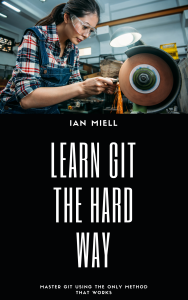 IAN MIELL
LEARN GIT
THE HARD
WAY
MASTER GIT USING THE ONLY METHOD
THAT WORKS